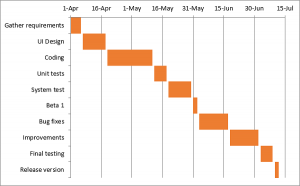 1-Apr 16-Apr 1-May 16-May 31-May 15-Jun 30-Jun 15-Jul
Gather requirements
UI Design
Coding
Unit tests
System test
Beta 1
Bug fixes
Improvements
Final testing
Release version